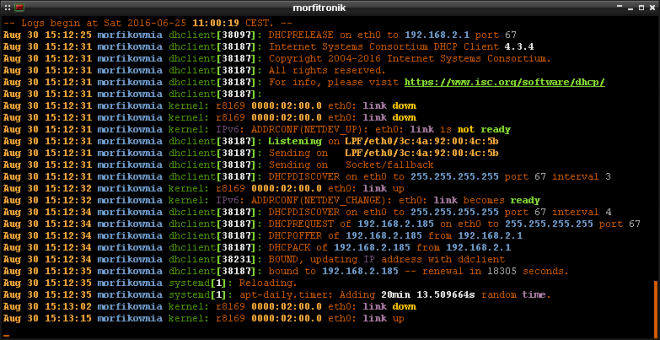 morfitronik
-- Logs begin at Sat 2016-06-25 11:00:19 CEST. --
Aug 30 15:12:25 morfikownia dhclient[38097]: DHCPRELEASE on eth0 to 192.168.2.1 port 67
Aug 30 15:12:31 morfikownia dhclient[38187]: Internet Systems Consortium DHCP Client 4.3.4
Aug 30 15:12:31 morfikownia dhclient[38187]: Copyright 2004-2016 Internet Systems Consortium.
Aug 30 15:12:31 morfikownia dhclient[38187]: All rights reserved.
Aug 30 15:12:31 morfikownia dhclient[38187]: For info, please visit https://www.isc.org/software/dhcp/
Aug 30 15:12:31 morfikownia dhclient[38187]:
Aug 30 15:12:31 morfikownia kernel: r8169 0000:02:00.0 eth0: link down
Aug 30 15:12:31 morfikownia kernel: r8169 0000:02:00.0 eth0: link down
Aug 30 15:12:31 morfikownia kernel: IPv6: ADDRCONF(NETDEV_UP): eth0: link is not ready
Aug 30 15:12:31 morfikownia dhclient[38187]: Listening on LPF/eth0/3c:4a:92:00:4c:5b
Aug 30 15:12:31 morfikownia dhclient[38187]: Sending on   LPF/eth0/3c:4a:92:00:4c:5b
Aug 30 15:12:31 morfikownia dhclient[38187]: Sending on   Socket/fallback
Aug 30 15:12:31 morfikownia dhclient[38187]: DHCPDISCOVER on eth0 to 255.255.255.255 port 67 interval 3
Aug 30 15:12:32 morfikownia kernel: r8169 0000:02:00.0 eth0: link up
Aug 30 15:12:32 morfikownia kernel: IPv6: ADDRCONF(NETDEV_CHANGE): eth0: link becomes ready
Aug 30 15:12:34 morfikownia dhclient[38187]: DHCPDISCOVER on eth0 to 255.255.255.255 port 67 interval 4
Aug 30 15:12:34 morfikownia dhclient[38187]: DHCPREQUEST of 192.168.2.185 on eth0 to 255.255.255.255 port 67
Aug 30 15:12:34 morfikownia dhclient[38187]: DHCPOFFER of 192.168.2.185 from 192.168.2.1
Aug 30 15:12:34 morfikownia dhclient[38187]: DHCPACK of 192.168.2.185 from 192.168.2.1
Aug 30 15:12:34 morfikownia dhclient[38231]: BOUND, updating IP address with ddclient
Aug 30 15:12:35 morfikownia dhclient[38187]: bound to 192.168.2.185 -- renewal in 18305 seconds.
Aug 30 15:12:35 morfikownia systemd[1]: Reloading.
Aug 30 15:12:35 morfikownia systemd[1]: apt-daily.timer: Adding 20min 13.509664s random time.
Aug 30 15:13:02 morfikownia kernel: r8169 0000:02:00.0 eth0: link down
Aug 30 15:13:15 morfikownia kernel: r8169 0000:02:00.0 eth0: link up